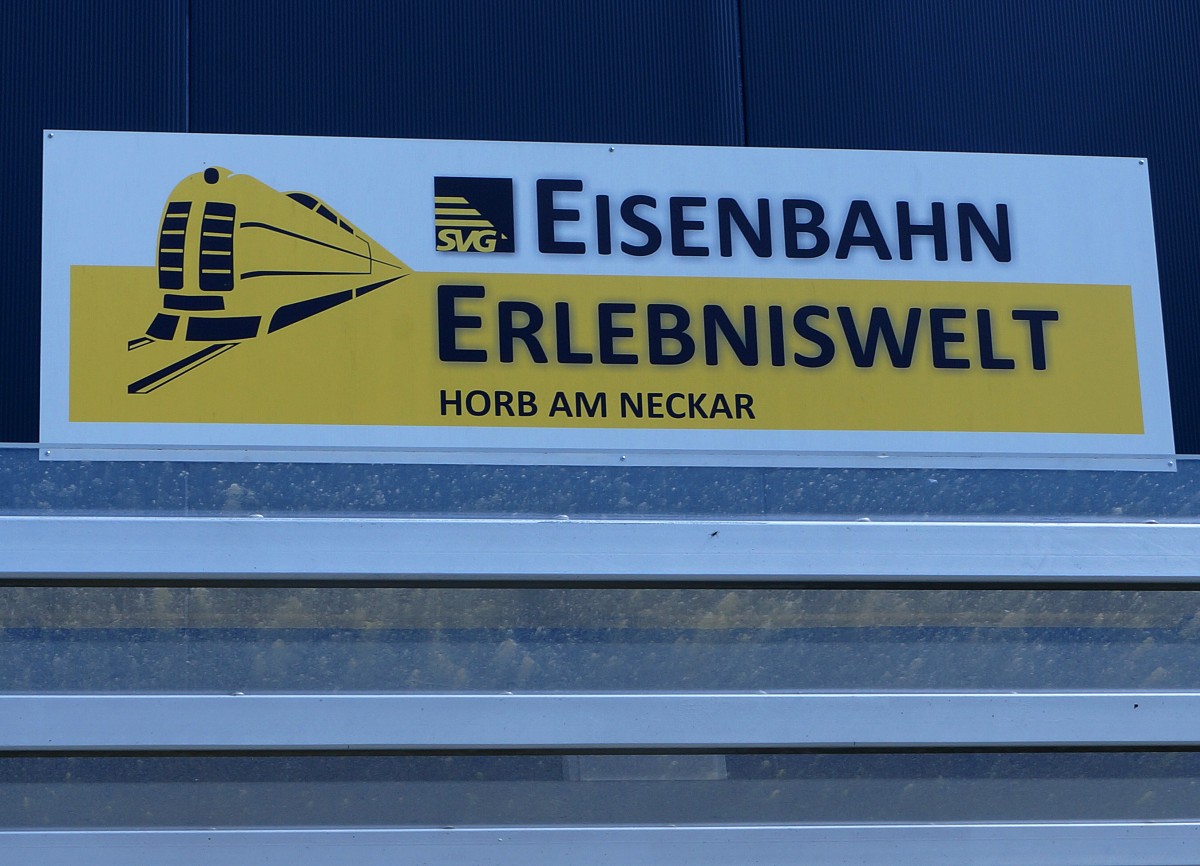 SVG
EISENBAHN
ERLEBNISWELT
HORB AM NECKAR